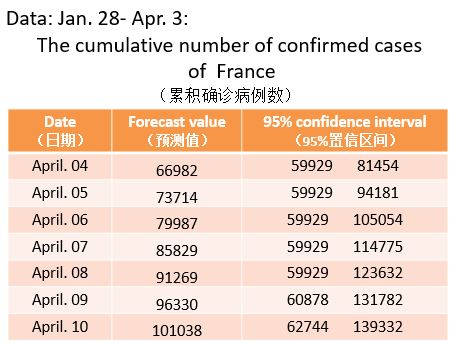 Data: Jan. 28- Apr. 3:
The cumulative number of confirmed cases
of France
（累积确诊病例数）
Date Forecast value 95% confidence interval
（日期） （预测值） （95%置信区间）
April. 04 66982 59929 81454
April. 05 73714 59929 94181
April. 06 79987 59929 105054
April. 07 85829 59929 114775
April. 08 91269 59929 123632
April. 09 96330 60878 131782
April. 10 101038 62744 139332